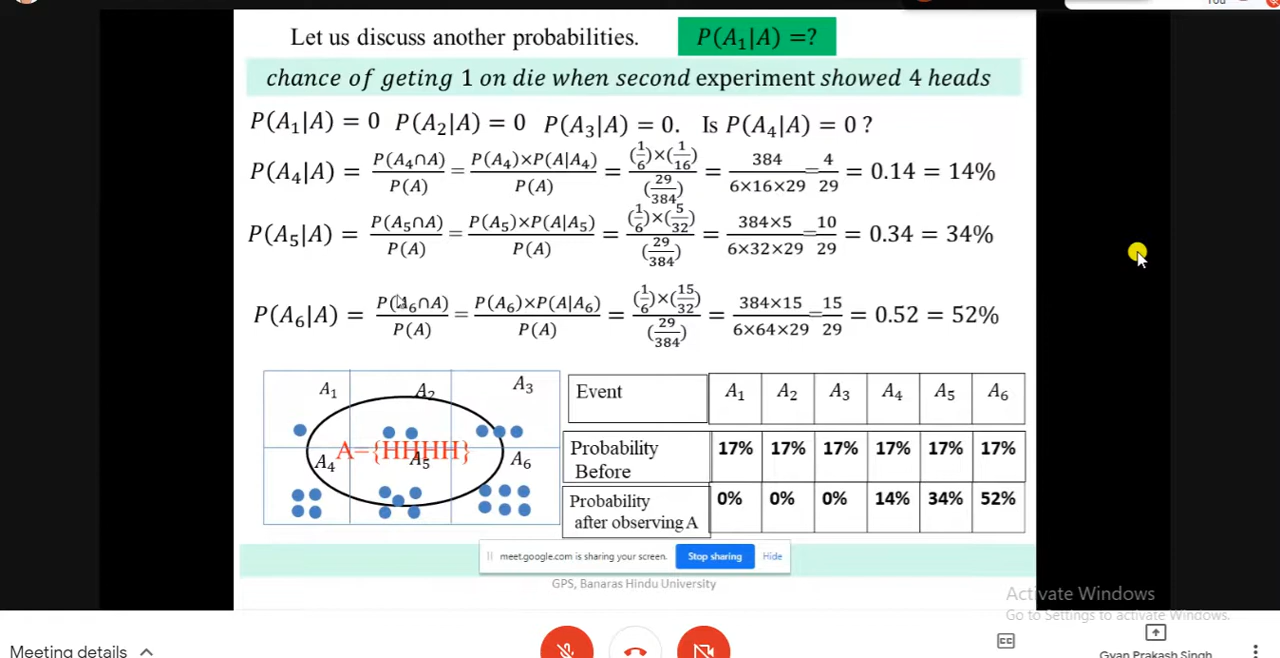 You
Let us discuss another probabilities. P(A₁|A) =?
chance of geting 1 on die when second experiment showed 4 heads
P(A₁|A) = 0 P(A₂|A) = 0 P(A₃|A) = 0. Is P(A₄|A) = 0 ?
P(A₄|A) = P(A₄∩A)/P(A) = P(A₄)×P(A|A₄)/P(A) = (1/6)×(1/16)/(29/384) = 384/6×16×29 = 4/29 = 0.14 = 14%
P(A₅|A) = P(A₅∩A)/P(A) = P(A₅)×P(A|A₅)/P(A) = (1/6)×(5/32)/(29/384) = 384×5/6×32×29 = 10/29 = 0.34 = 34%
P(A₆|A) = P(A₆∩A)/P(A) = P(A₆)×P(A|A₆)/P(A) = (1/6)×(15/32)/(29/384) = 384×15/6×64×29 = 15/29 = 0.52 = 52%
A₁ A₂ A₃
A={HHHH}
A₄ A₅ A₆
Event A₁ A₂ A₃ A₄ A₅ A₆
Probability Before 17% 17% 17% 17% 17% 17%
Probability after observing A 0% 0% 0% 14% 34% 52%
meet.google.com is sharing your screen. Stop sharing Hide
GPS, Banaras Hindu University
Activate Windows
Go to Settings to activate Windows.
Meeting details
CC
Gyan Prakash Singh